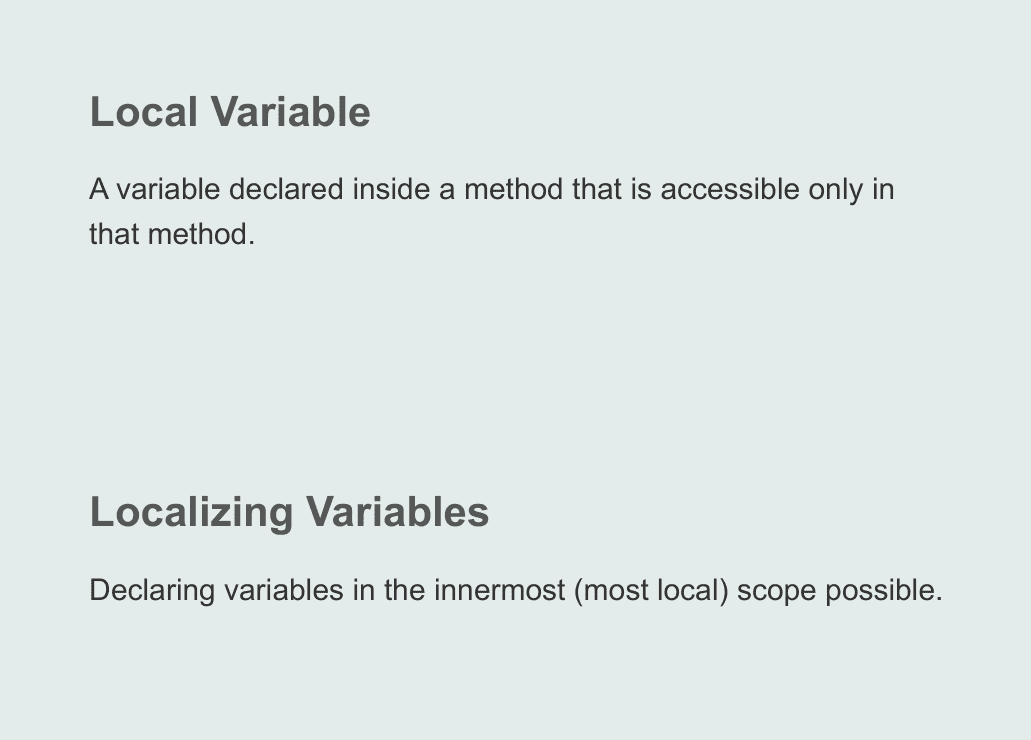 Local Variable
A variable declared inside a method that is accessible only in
that method.
Localizing Variables
Declaring variables in the innermost (most local) scope possible.